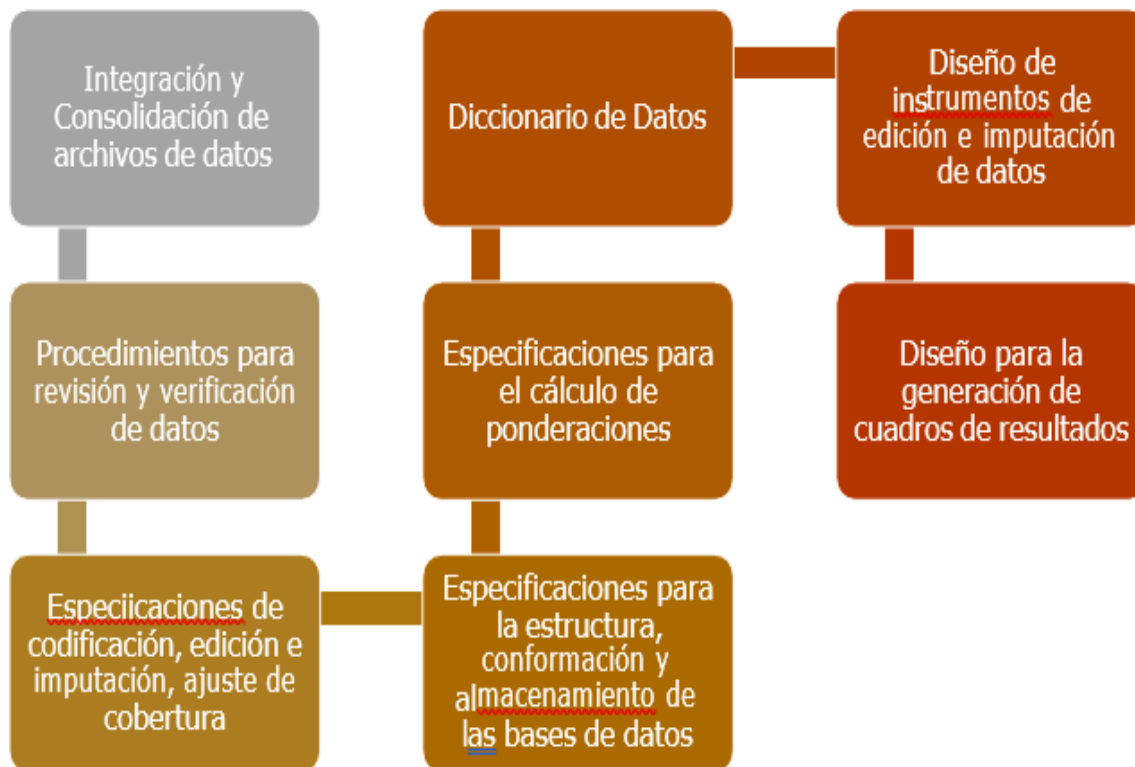 Integración y
Consolidación de
archivos de datos
Procedimientos para
revisión y verificación
de datos
Especiicaciones de
codificación, edición e
imputación, ajuste de
cobertura
Especificaciones para
la estructura,
conformación y
almacenamiento de
las bases de datos
Especificaciones para
el cálculo de
ponderaciones
Diccionario de Datos
Diseño de
instrumentos de
edición e imputación
de datos
Diseño para la
generación de
cuadros de resultados